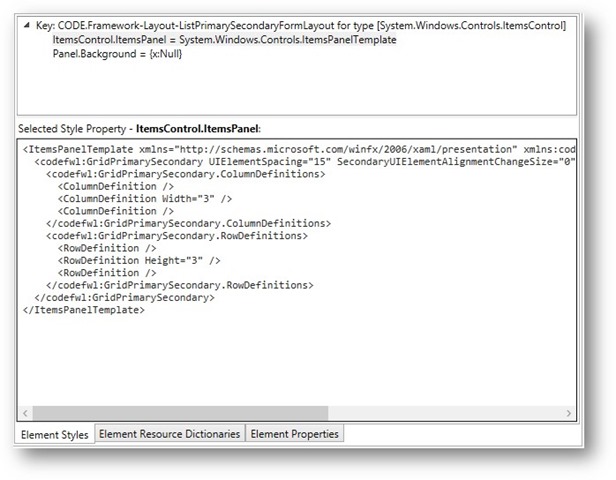 Key: CODE.Framework-Layout-ListPrimarySecondaryFormLayout for type [System.Windows.Controls.ItemsControl]
ItemsControl.ItemsPanel = System.Windows.Controls.ItemsPanelTemplate
Panel.Background = {x:Null}
Selected Style Property - ItemsControl.ItemsPanel:
<ItemsPanelTemplate xmlns="http://schemas.microsoft.com/winfx/2006/xaml/presentation" xmlns:cod
<codefwl:GridPrimarySecondary UIElementSpacing="15" SecondaryUIElementAlignmentChangeSize="0"
<codefwl:GridPrimarySecondary.ColumnDefinitions>
<ColumnDefinition />
<ColumnDefinition Width="3" />
<ColumnDefinition />
</codefwl:GridPrimarySecondary.ColumnDefinitions>
<codefwl:GridPrimarySecondary.RowDefinitions>
<RowDefinition />
<RowDefinition Height="3" />
<RowDefinition />
</codefwl:GridPrimarySecondary.RowDefinitions>
</codefwl:GridPrimarySecondary>
</ItemsPanelTemplate>
Element Styles Element Resource Dictionaries Element Properties